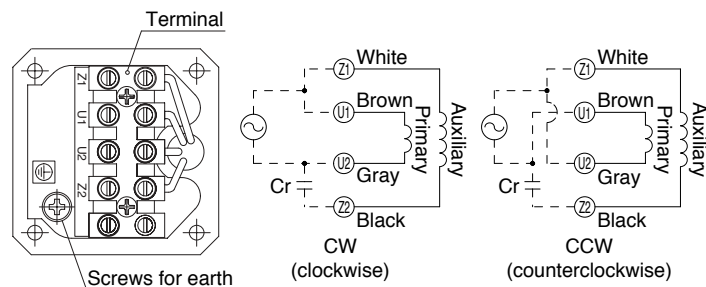 Terminal
Z1
U1
U2
Z2
Screws for earth
Z1
White
U1
Brown
Primary
Auxiliary
U2
Gray
Cr
Z2
Black
CW
(clockwise)
Z1
White
U1
Brown
Primary
Auxiliary
U2
Gray
Cr
Z2
Black
CCW
(counterclockwise)